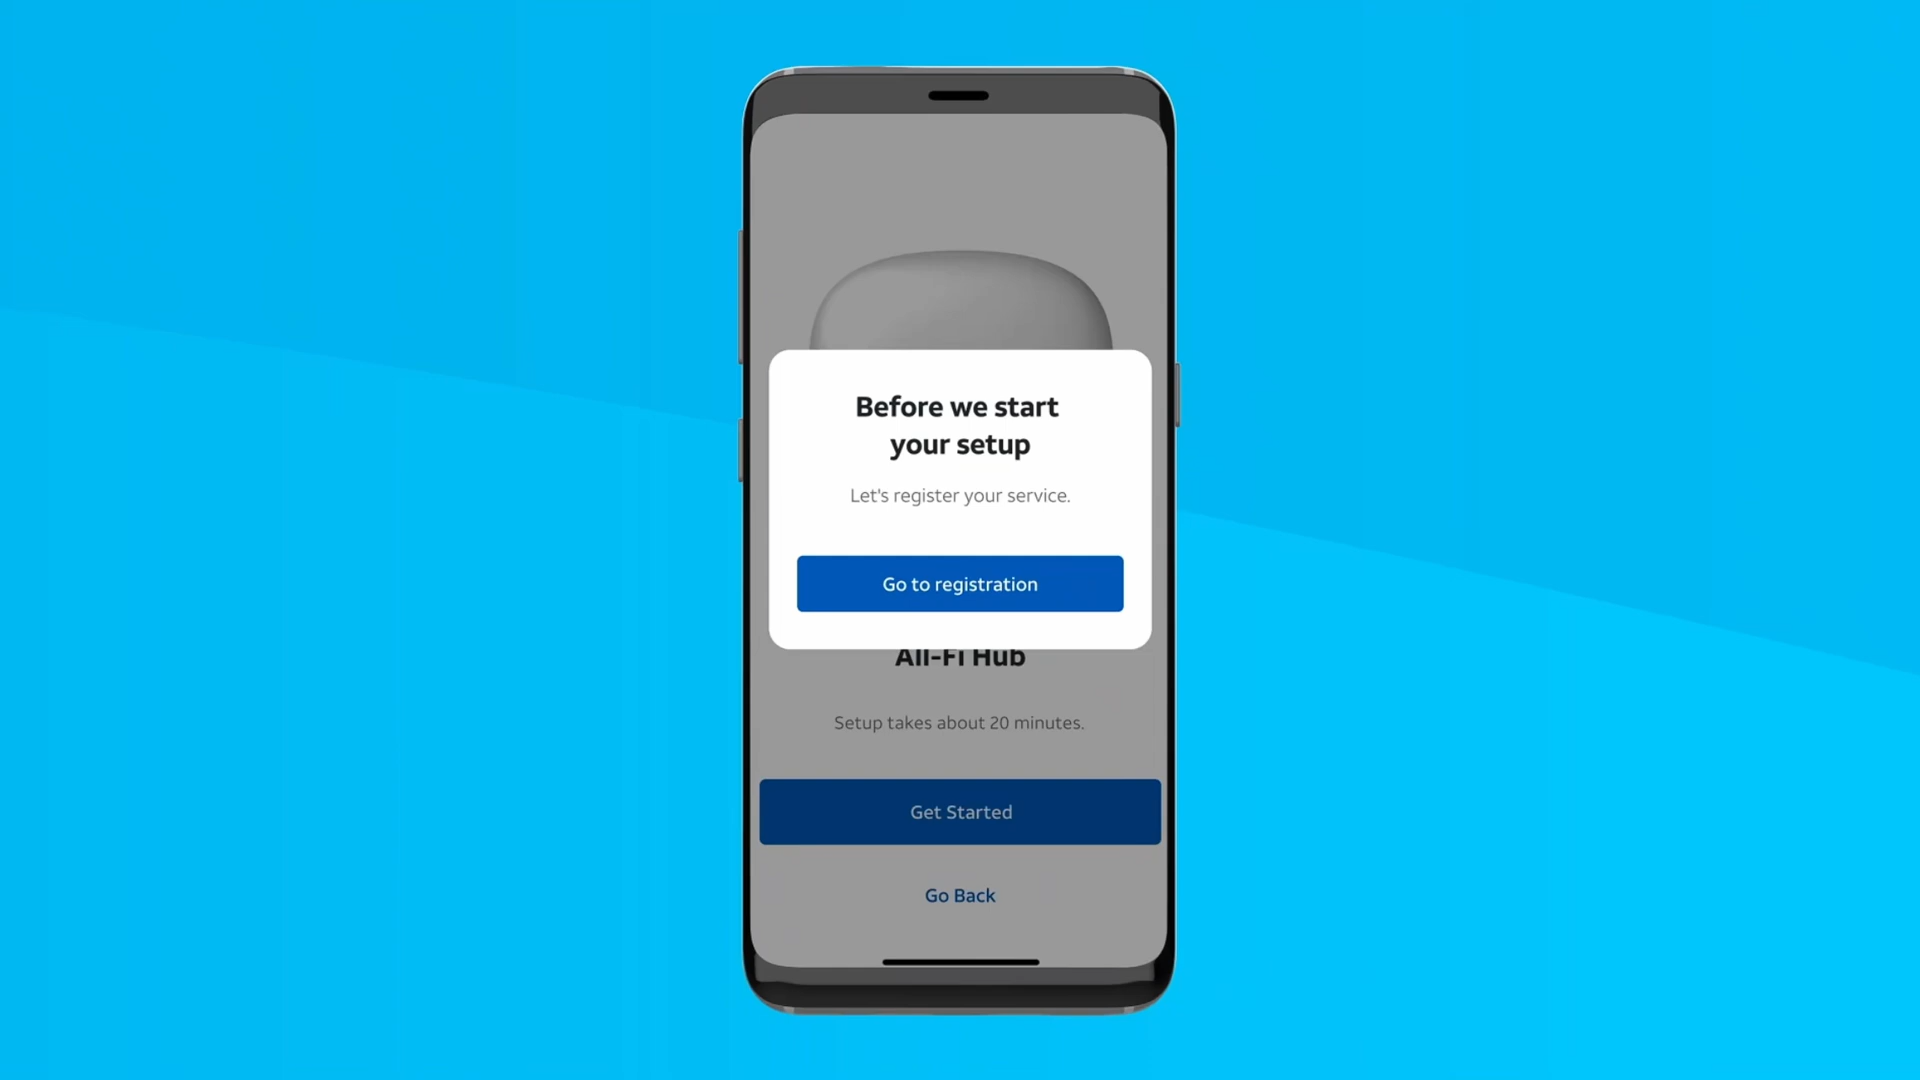 Before we start
your setup
Let's register your service.
Go to registration
All-Fi Hub
Setup takes about 20 minutes.
Get Started
Go Back